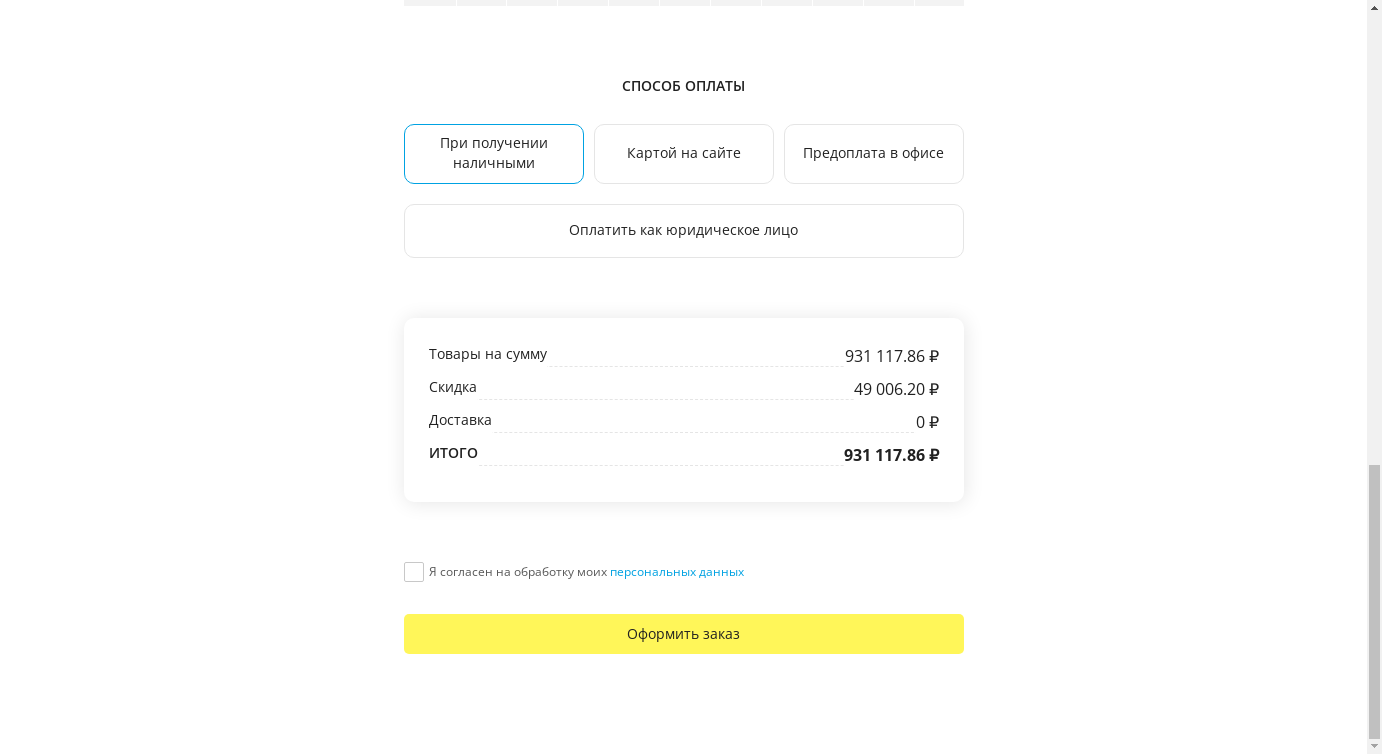 СПОСОБ ОПЛАТЫ
При получении
наличными
Картой на сайте
Предоплата в офисе
Оплатить как юридическое лицо
Товары на сумму 931 117.86 ₽
Скидка 49 006.20 ₽
Доставка 0 ₽
ИТОГО 931 117.86 ₽
Я согласен на обработку моих персональных данных
Оформить заказ